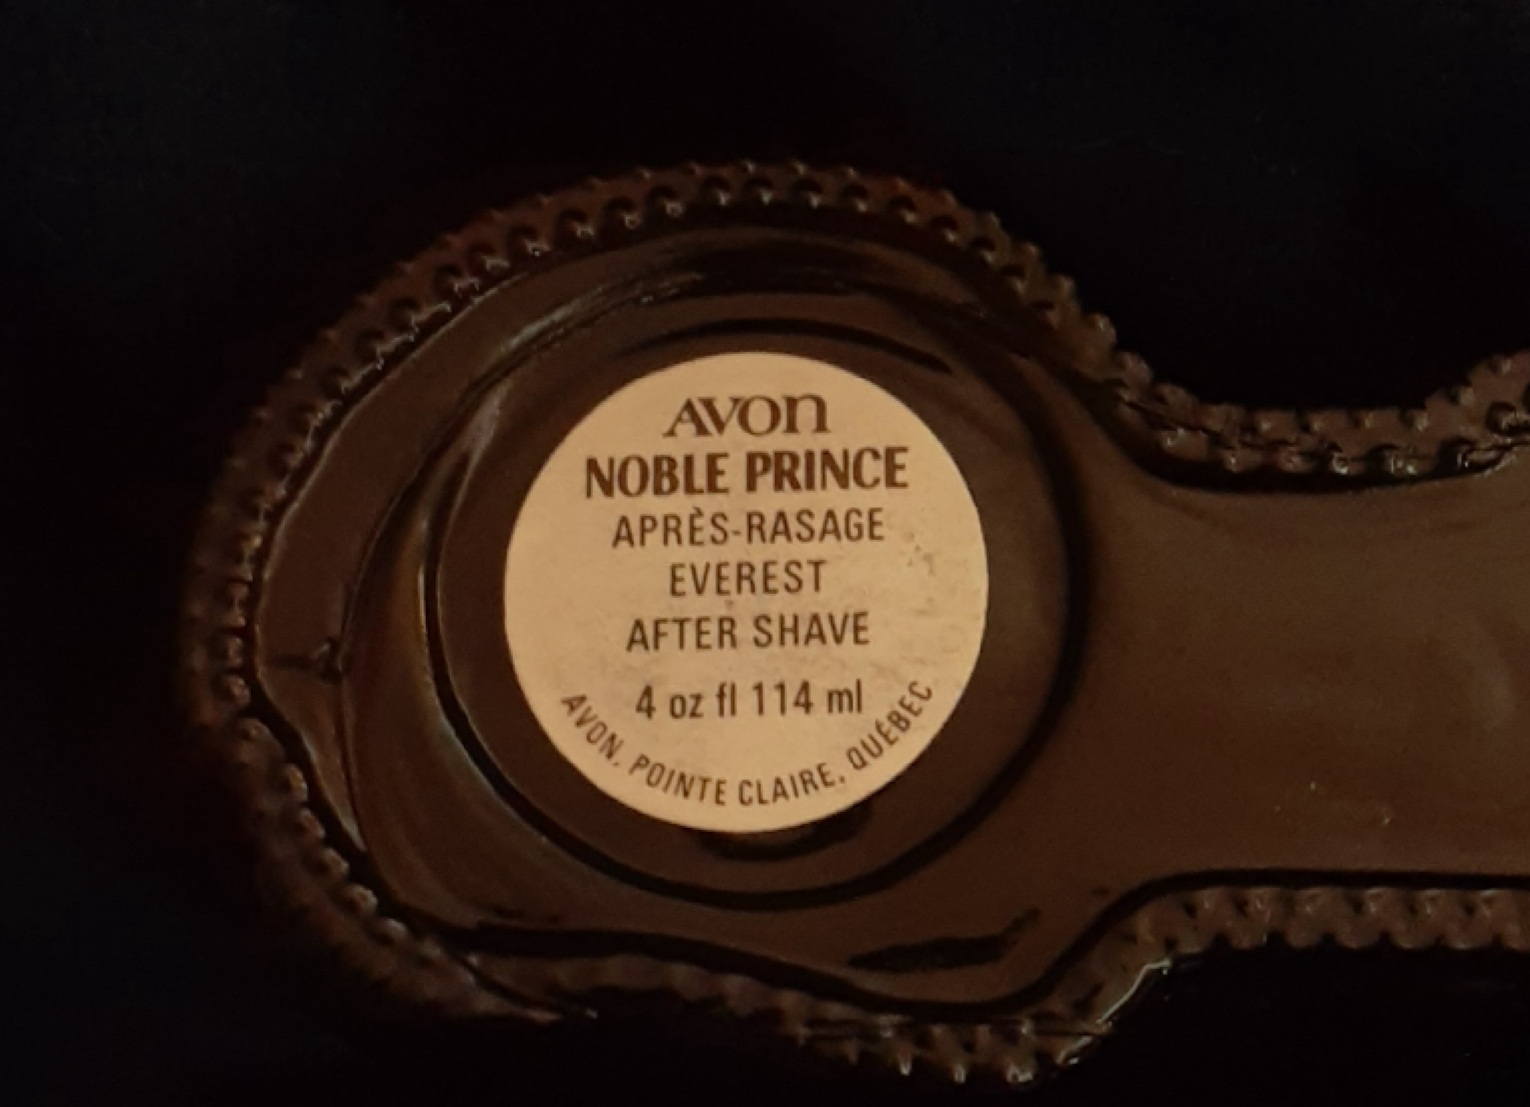 AVON
NOBLE PRINCE
APRÈS-RASAGE
EVEREST
AFTER SHAVE
4 oz fl 114 ml
AVON, POINTE CLAIRE, QUÉBEC